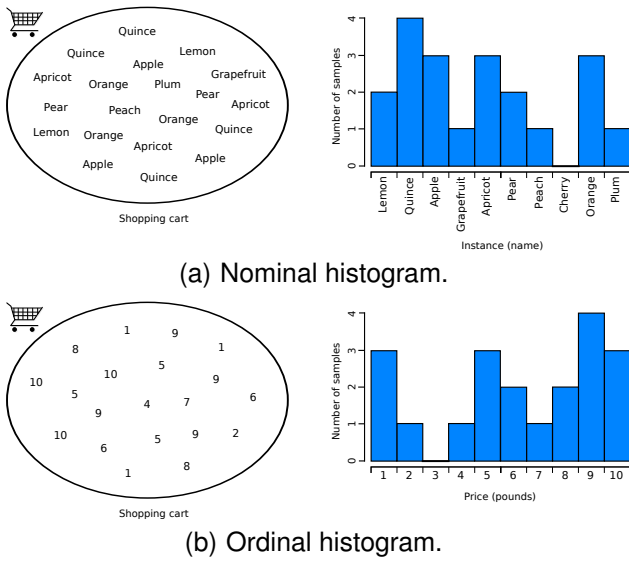 Quince
Quince Lemon
Apple
Apricot Orange Plum Grapefruit
Pear Peach Pear Apricot
Orange
Lemon Orange Quince
Apricot
Apple Apple
Quince
Shopping cart
Number of samples
4
3
2
1
0
Lemon
Quince
Apple
Grapefruit
Apricot
Pear
Peach
Cherry
Orange
Plum
Instance (name)
(a) Nominal histogram.
1 9
8 1
5
10 10 9
5 6
9 4 7
10 5 9 2
6
1 8
Shopping cart
Number of samples
4
3
2
1
0
1 2 3 4 5 6 7 8 9 10
Price (pounds)
(b) Ordinal histogram.